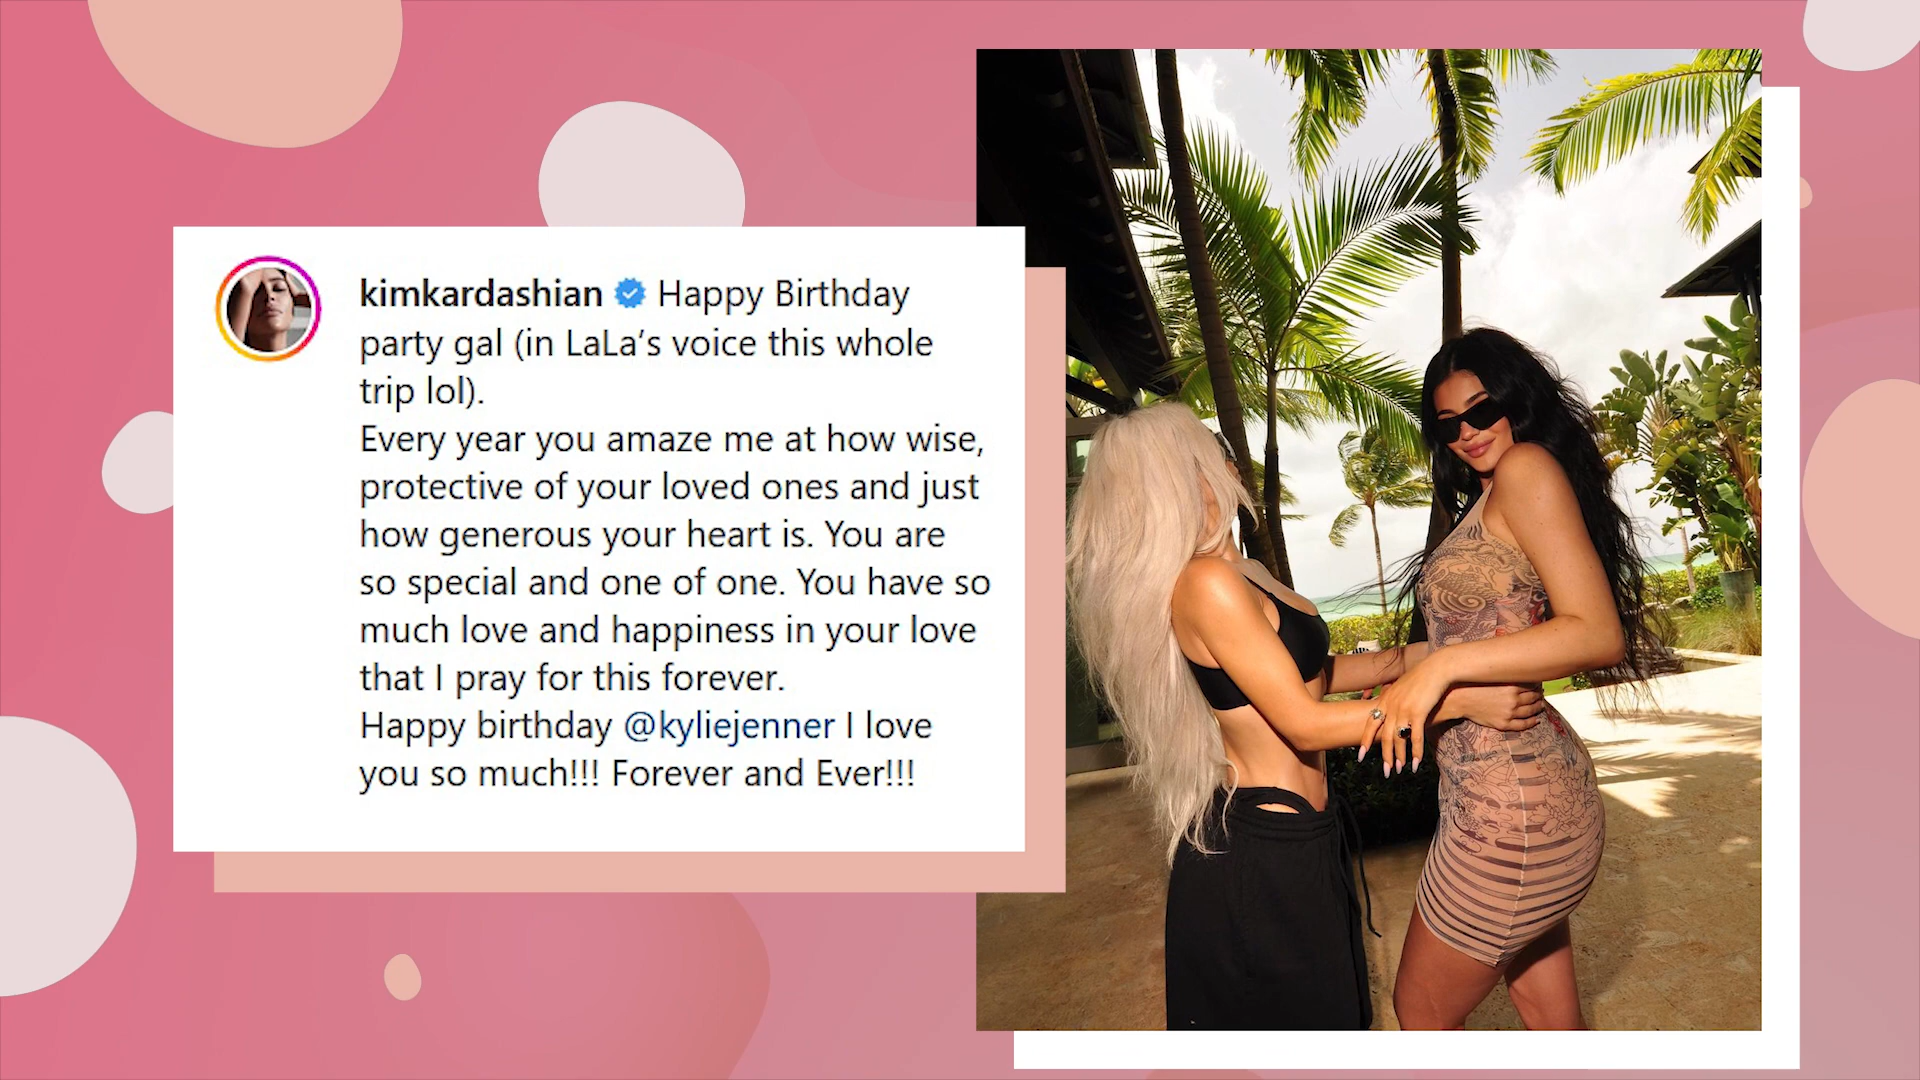 kimkardashian Happy Birthday
party gal (in LaLa’s voice this whole
trip lol).
Every year you amaze me at how wise,
protective of your loved ones and just
how generous your heart is. You are
so special and one of one. You have so
much love and happiness in your love
that I pray for this forever.
Happy birthday @kyliejenner I love
you so much!!! Forever and Ever!!!